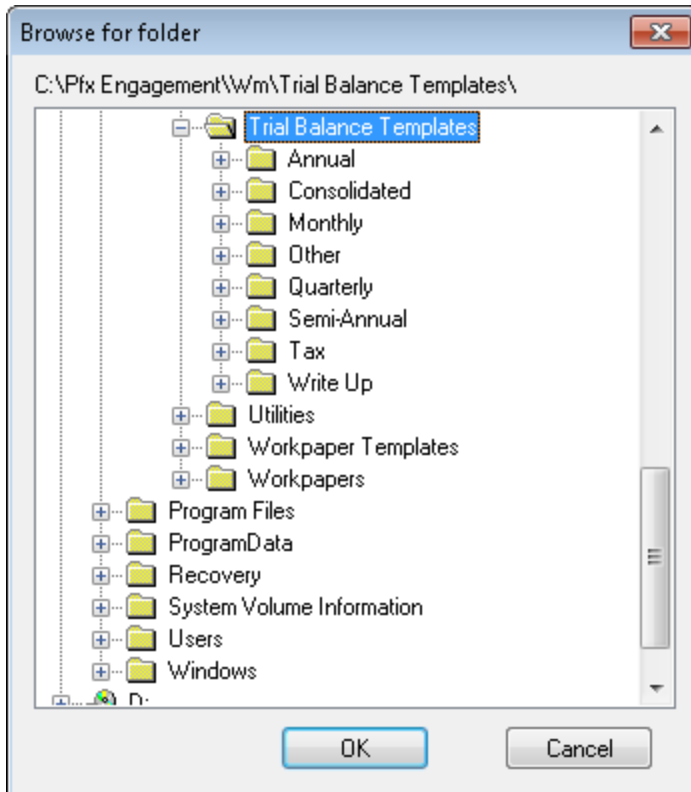 Browse for folder
C:\Pfx Engagement\Wm\Trial Balance Templates\
Trial Balance Templates
Annual
Consolidated
Monthly
Other
Quarterly
Semi-Annual
Tax
Write Up
Utilities
Workpaper Templates
Workpapers
Program Files
ProgramData
Recovery
System Volume Information
Users
Windows
D:
OK Cancel